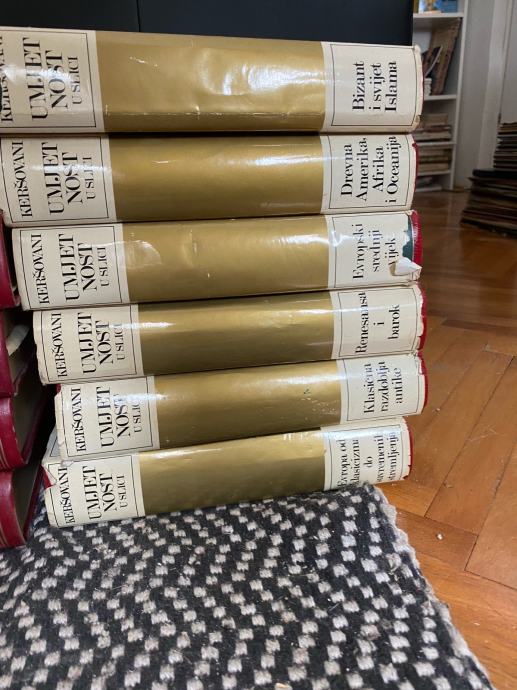 KERŠOVANI
UMJET
NOST
U SLICI
Bizant
i svijet
Islama
KERŠOVANI
UMJET
NOST
U SLICI
Drevna
Amerika,
Afrika
i Oceanija
KERŠOVANI
UMJET
NOST
U SLICI
Evropski
srednji
vijek
KERŠOVANI
UMJET
NOST
U SLICI
Renesansa
i
barok
KERŠOVANI
UMJET
NOST
U SLICI
Klasična
razdoblja
antike
KERŠOVANI
UMJET
NOST
U SLICI
Evropa od
klasicizma
do
suvremenih
stremljenja